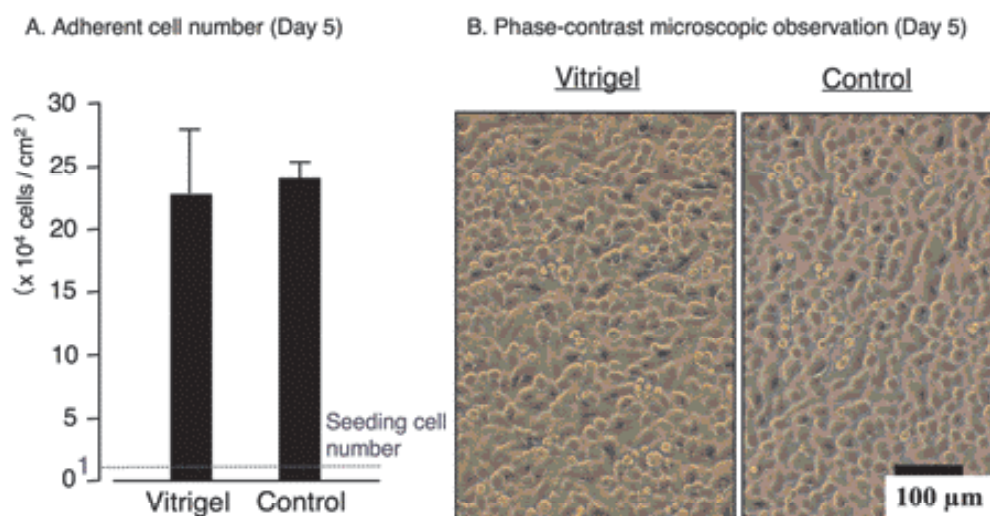 A. Adherent cell number (Day 5)
(x 10⁴ cells / cm²)
30
25
20
15
10
5
1
0
Seeding cell
number
Vitrigel
Control
B. Phase-contrast microscopic observation (Day 5)
Vitrigel
Control
100 µm